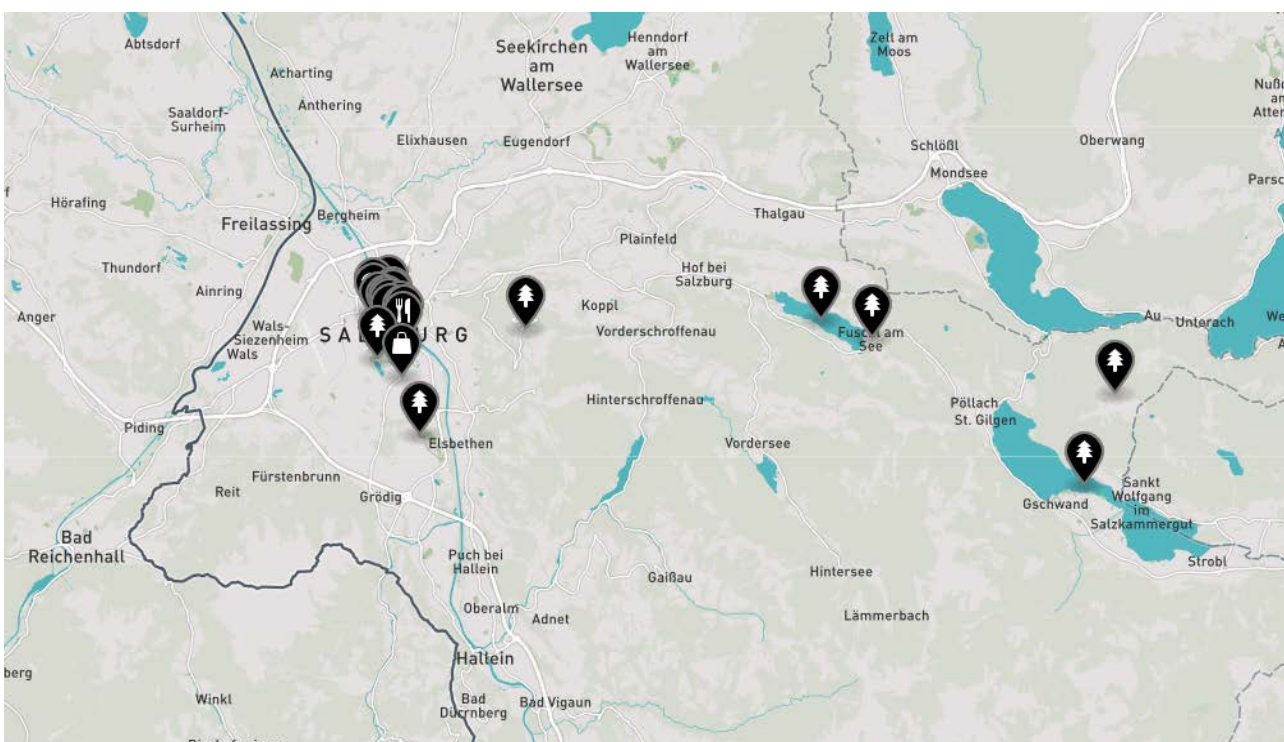 Abtsdorf
Acharting
Anthering
Seekirchen
am
Wallersee
Henndorf
am
Wallersee
Zell am
Moos
Saaldorf-
Surheim
Elixhausen
Eugendorf
Schlößl
Oberwang
Mondsee
Hörafing
Freilassing
Bergheim
Thalgau
Plainfeld
Thundorf
Ainring
Hof bei
Salzburg
Koppl
Anger
Wals-
Siezenheim
Wals
Vorderschroffenau
See
Au
Unterach
Hinterschroffenau
Pöllach
St. Gilgen
Piding
Elsbethen
Vordersee
Fürstenbrunn
Reit
Grödig
Gschwand
Sankt
Wolfgang
im
Salzkammergut
Strobl
Bad
Reichenhall
Puch bei
Hallein
Gaißau
Hintersee
Oberalm
Adnet
Lämmerbach
Hallein
Winkl
Bad
Dürrnberg
Bad Vigaun